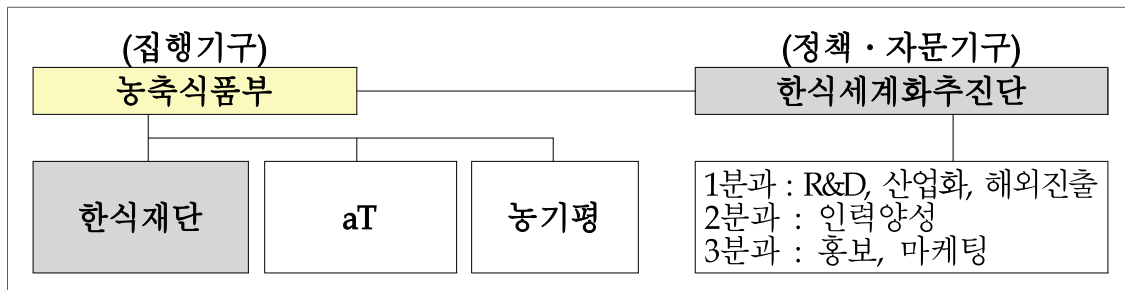 (집행기구)
(정책·자문기구)
농축식품부
한식세계화추진단
한식재단
aT
농기평
1분과 : R&D, 산업화, 해외진출
2분과 : 인력양성
3분과 : 홍보, 마케팅